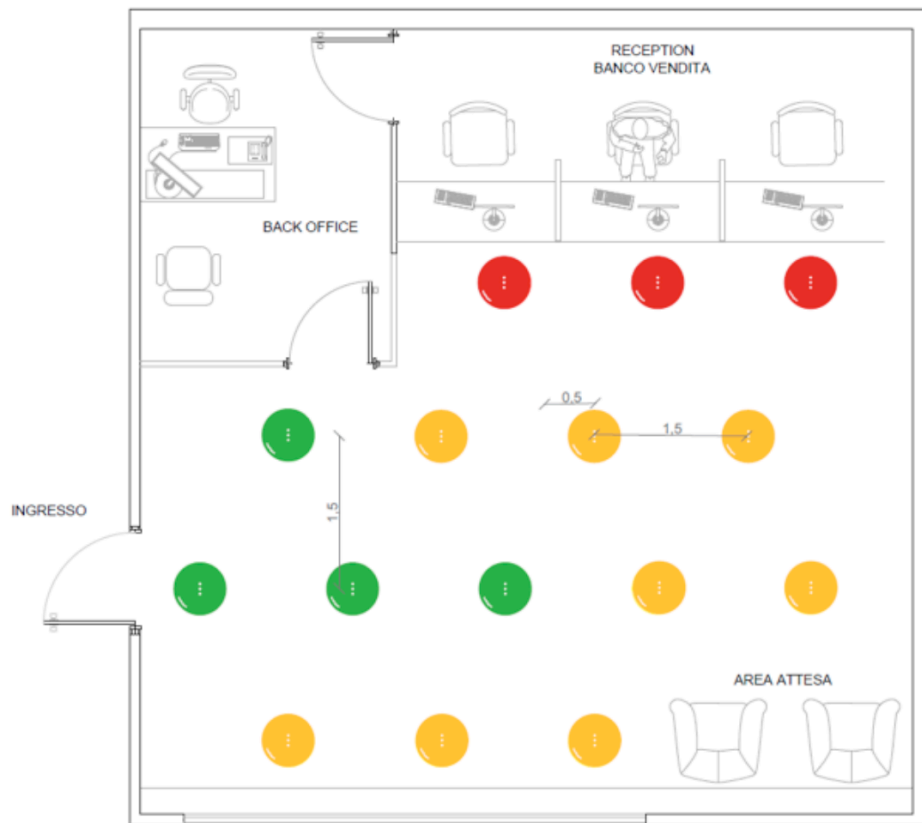 RECEPTION
BANCO VENDITA
BACK OFFICE
0,5
1,5
1,5
INGRESSO
AREA ATTESA